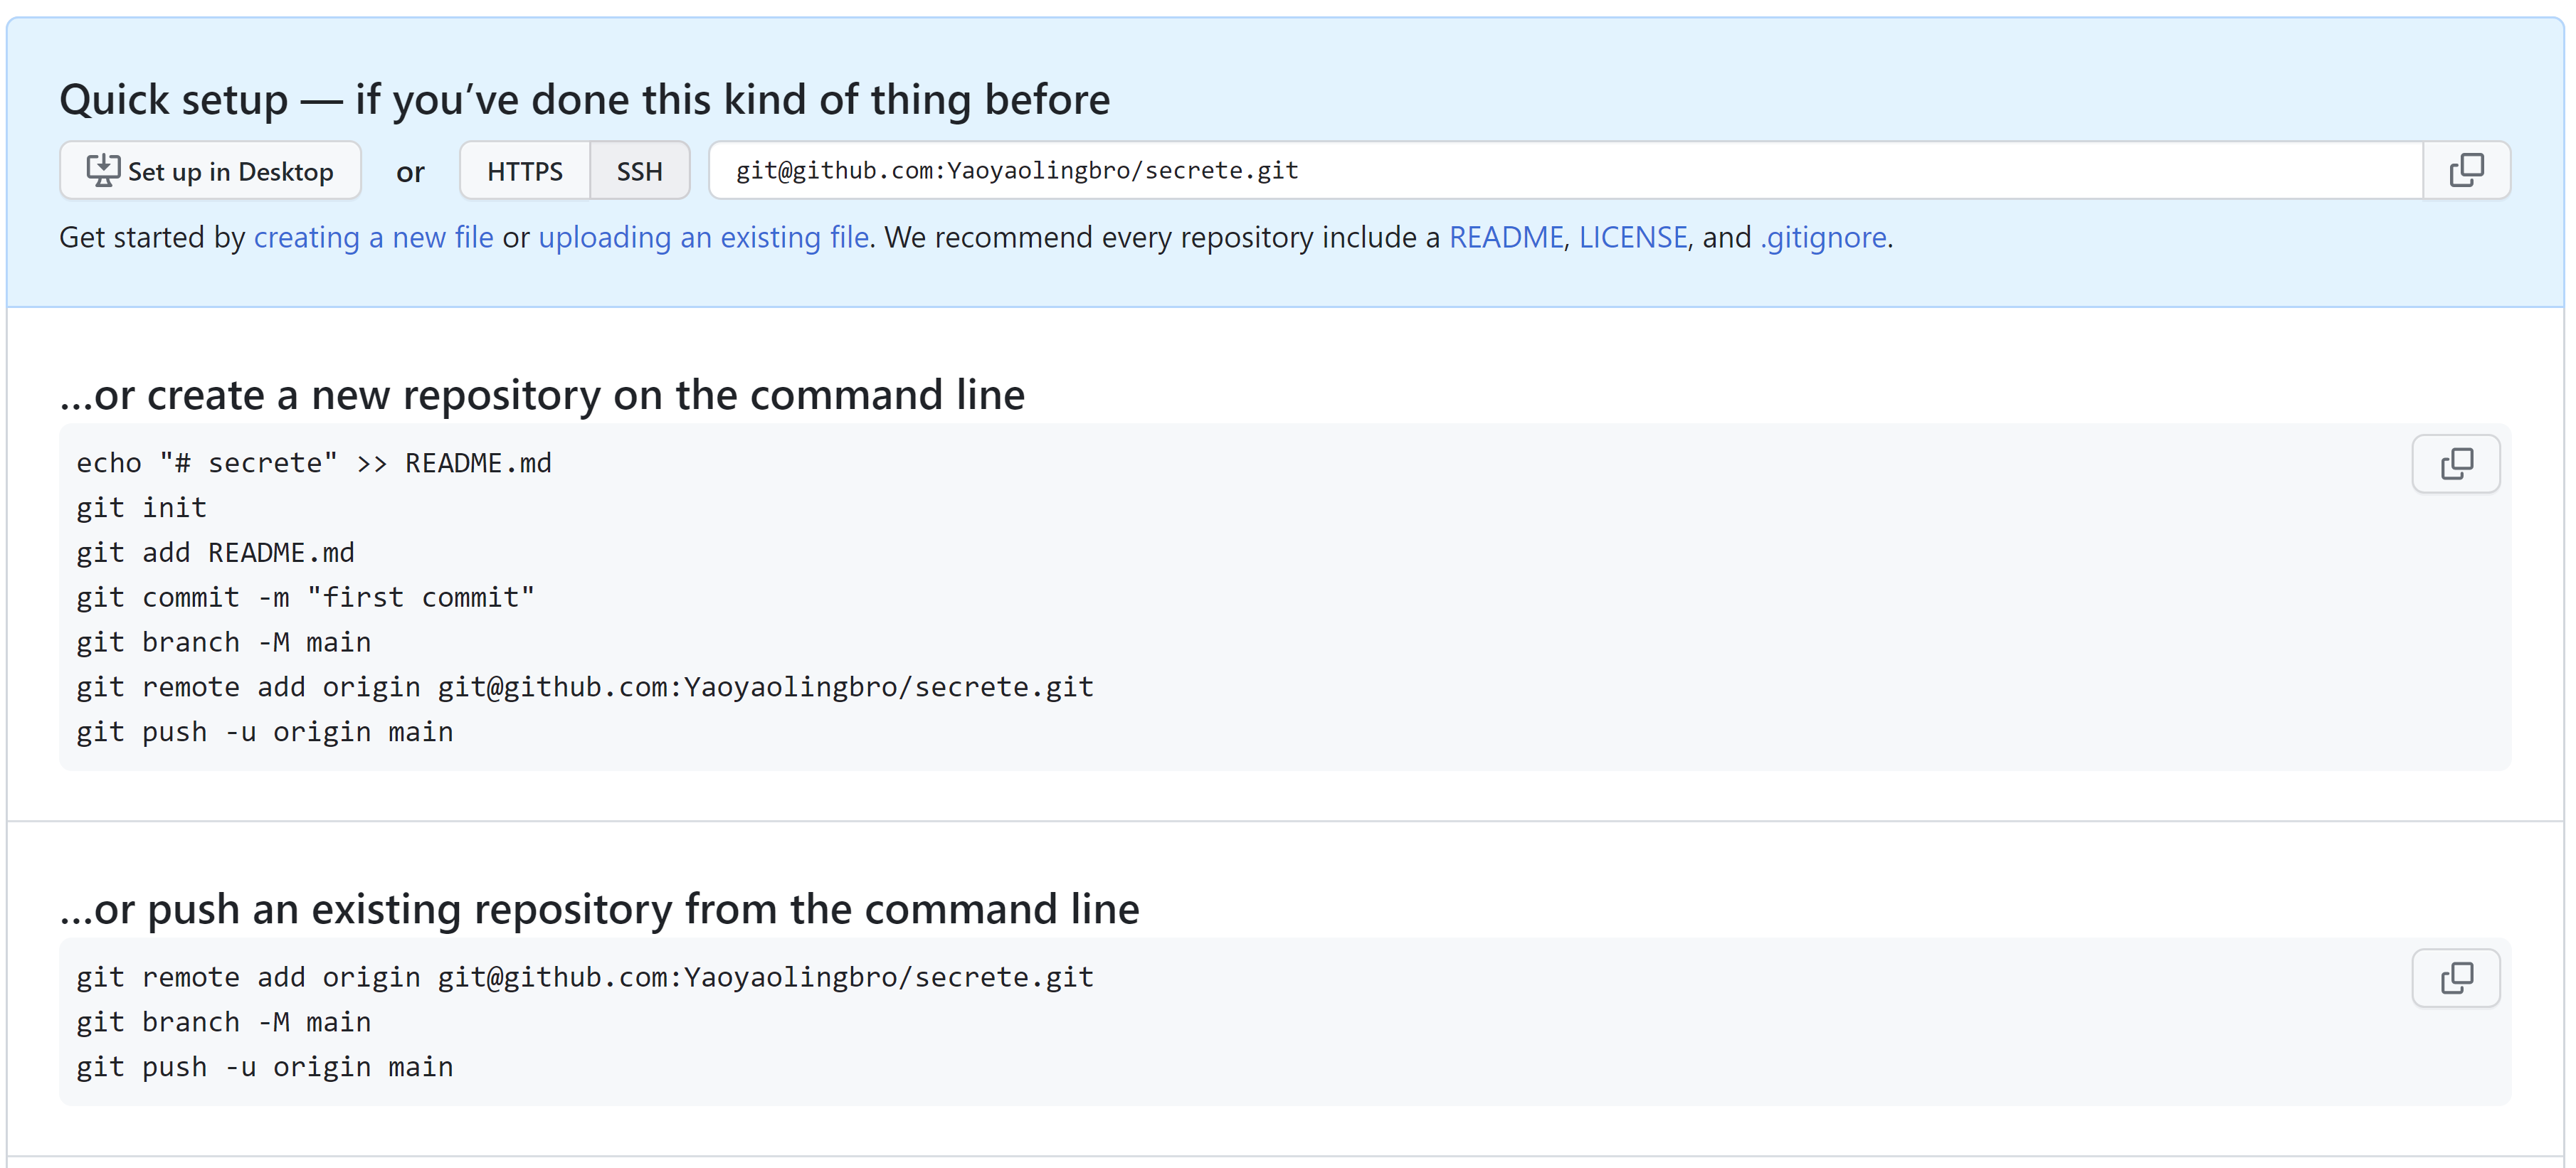 Quick setup — if you’ve done this kind of thing before
Set up in Desktop or HTTPS SSH git@github.com:Yaoyaolingbro/secrete.git
Get started by creating a new file or uploading an existing file. We recommend every repository include a README, LICENSE, and .gitignore.
…or create a new repository on the command line
echo "# secrete" >> README.md
git init
git add README.md
git commit -m "first commit"
git branch -M main
git remote add origin git@github.com:Yaoyaolingbro/secrete.git
git push -u origin main
…or push an existing repository from the command line
git remote add origin git@github.com:Yaoyaolingbro/secrete.git
git branch -M main
git push -u origin main